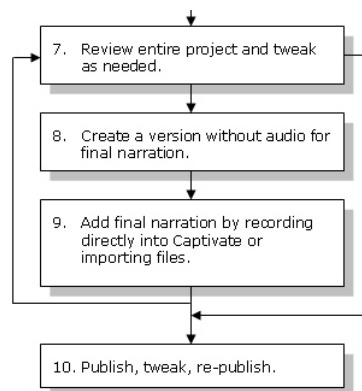 7. Review entire project and tweak
as needed.
8. Create a version without audio for
final narration.
9. Add final narration by recording
directly into Captivate or
importing files.
10. Publish, tweak, re-publish.